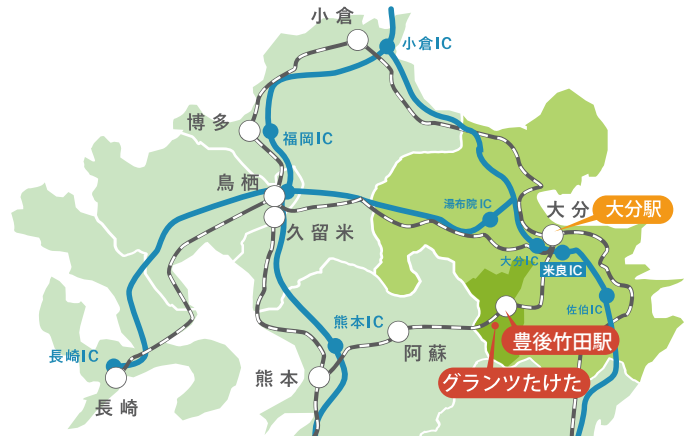 小倉
小倉IC
博多
福岡IC
鳥栖
久留米
湯布院IC
大分
大分駅
大分IC
米良IC
佐伯IC
熊本IC
阿蘇
豊後竹田駅
グランツたけた
長崎IC
長崎
熊本